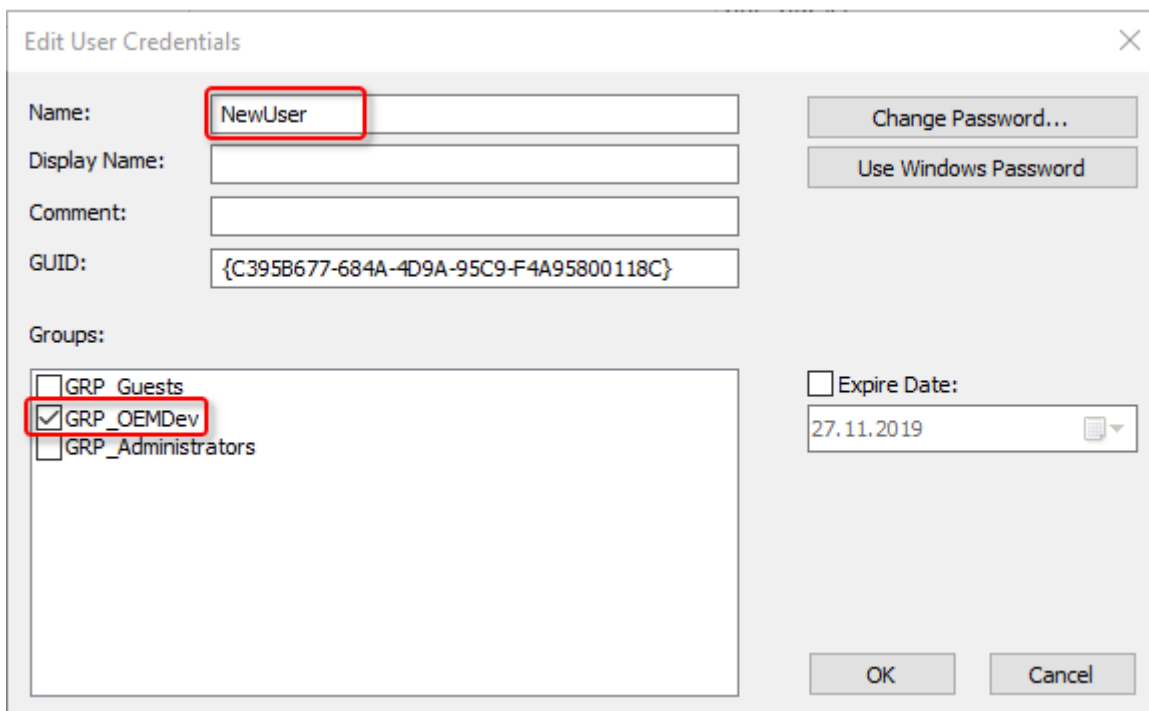 Edit User Credentials
Name:
NewUser
Change Password...
Display Name:
Use Windows Password
Comment:
GUID:
{C395B677-684A-4D9A-95C9-F4A95800118C}
Groups:
GRP_Guests
GRP_OEMDev
GRP_Administrators
Expire Date:
27.11.2019
OK
Cancel